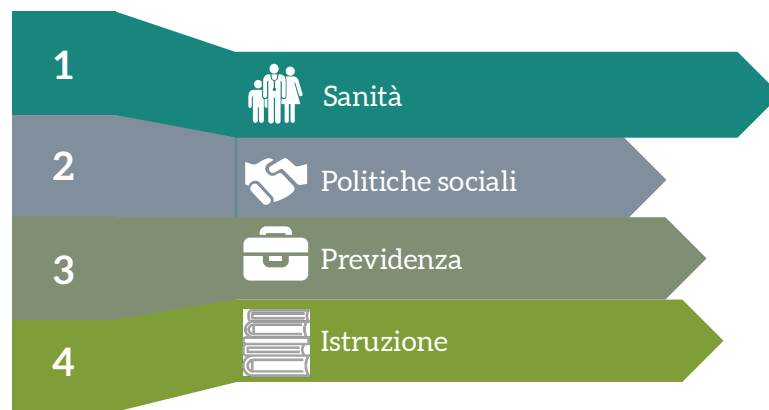 1
Sanità
2
Politiche sociali
3
Previdenza
4
Istruzione